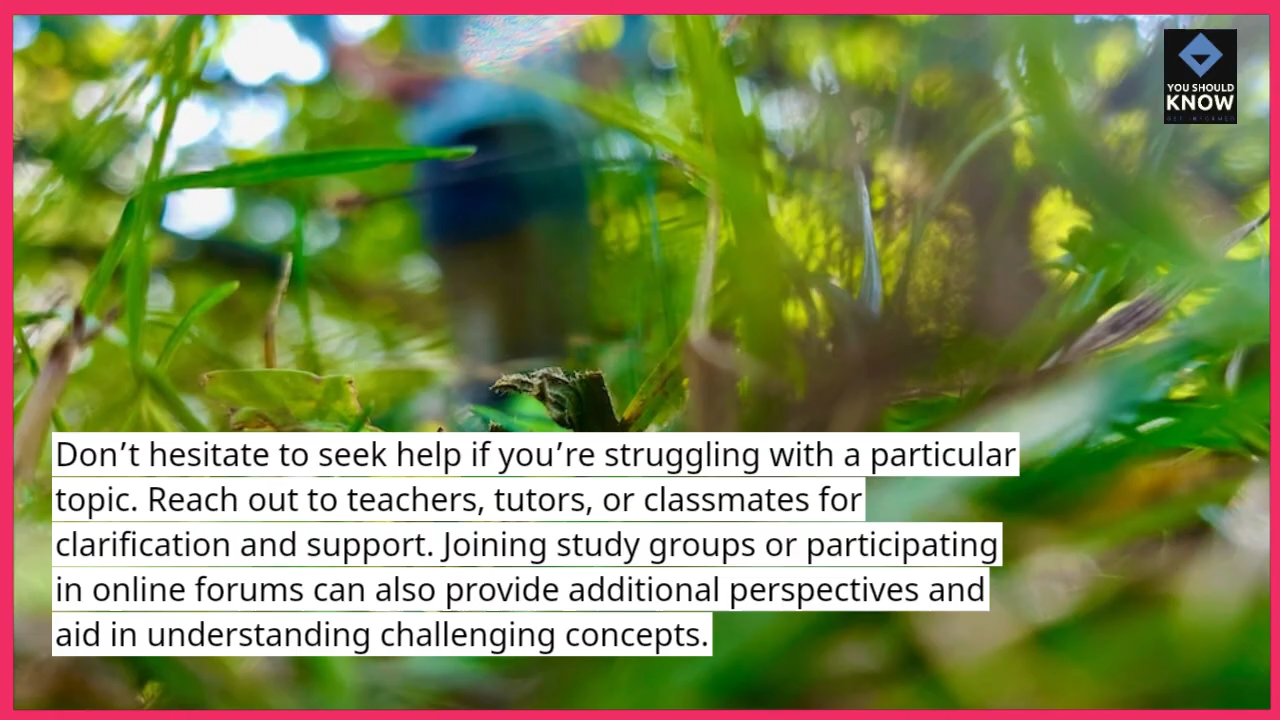 YOU SHOULD
KNOW
GET INFORMED
Don’t hesitate to seek help if you’re struggling with a particular
topic. Reach out to teachers, tutors, or classmates for
clarification and support. Joining study groups or participating
in online forums can also provide additional perspectives and
aid in understanding challenging concepts.